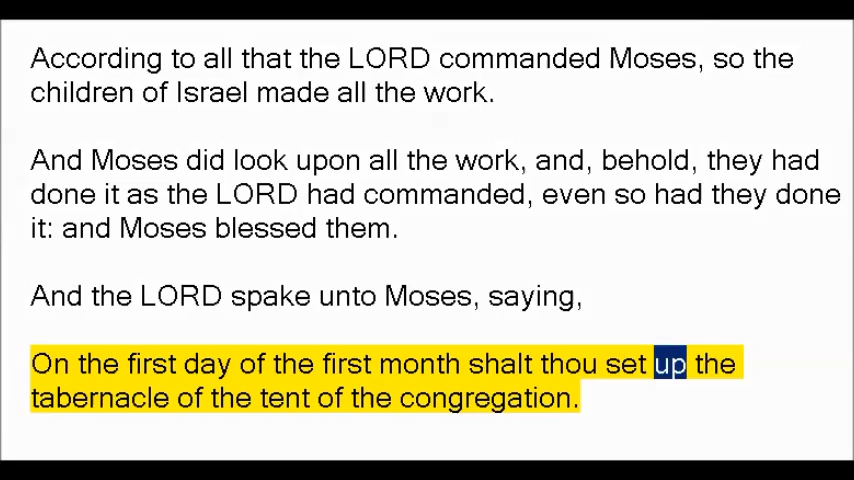 According to all that the LORD commanded Moses, so the
children of Israel made all the work.
And Moses did look upon all the work, and, behold, they had
done it as the LORD had commanded, even so had they done
it: and Moses blessed them.
And the LORD spake unto Moses, saying,
On the first day of the first month shalt thou set up the
tabernacle of the tent of the congregation.